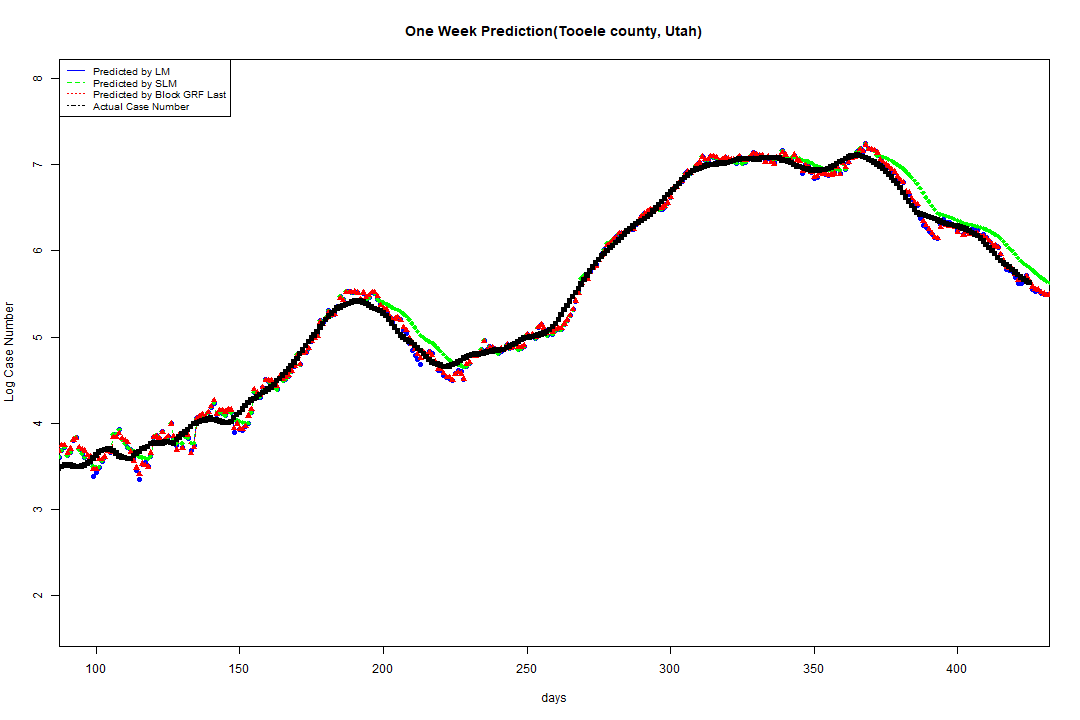 One Week Prediction(Tooele county, Utah)
Predicted by LM
Predicted by SLM
Predicted by Block GRF Last
Actual Case Number
8
7
6
5
4
3
2
Log Case Number
100 150 200 250 300 350 400
days